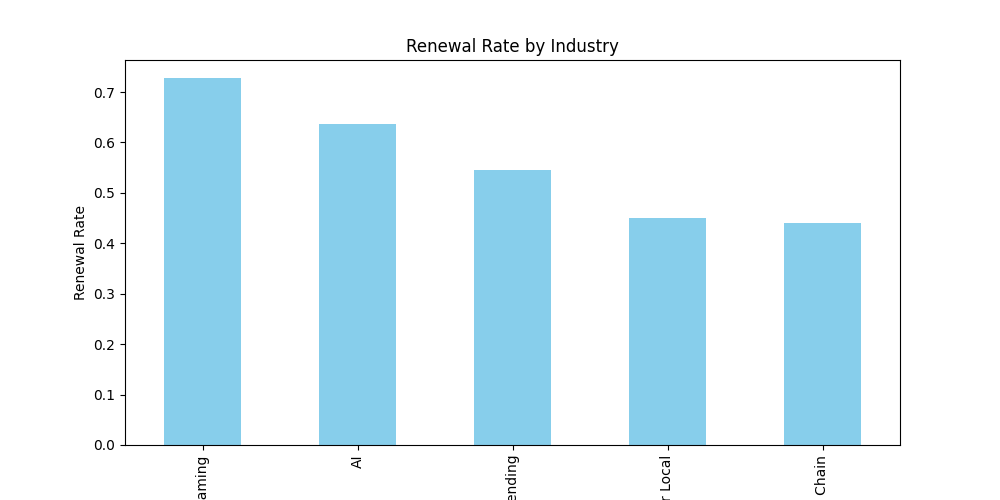 Renewal Rate by Industry
Renewal Rate
0.7
0.6
0.5
0.4
0.3
0.2
0.1
0.0
aming
AI
ending
r Local
Chain